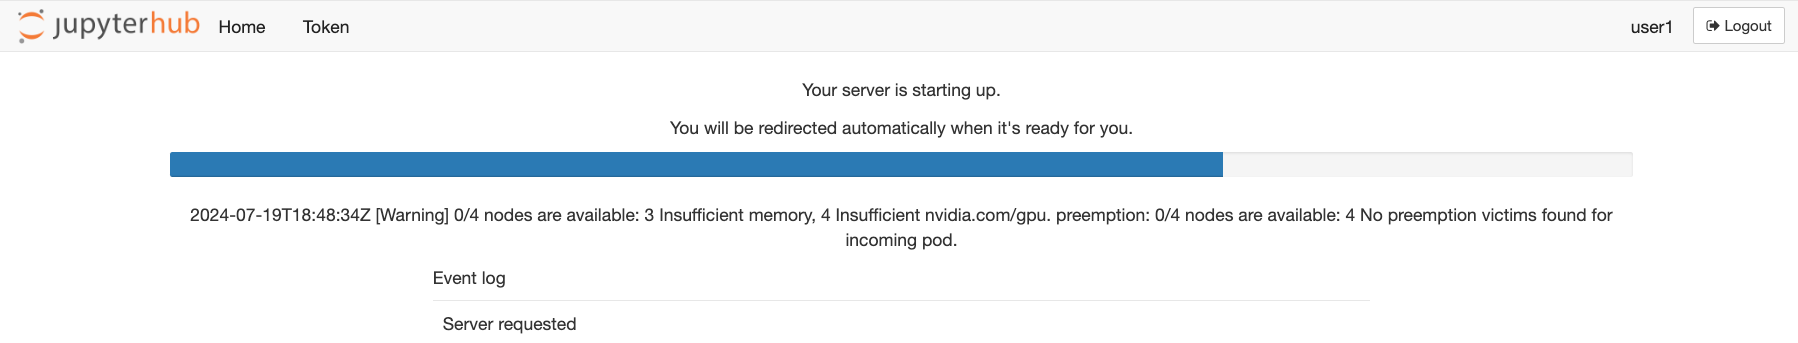 jupyterhub Home Token user1 Logout
Your server is starting up.
You will be redirected automatically when it's ready for you.
2024-07-19T18:48:34Z [Warning] 0/4 nodes are available: 3 Insufficient memory, 4 Insufficient nvidia.com/gpu. preemption: 0/4 nodes are available: 4 No preemption victims found for
incoming pod.
Event log
Server requested